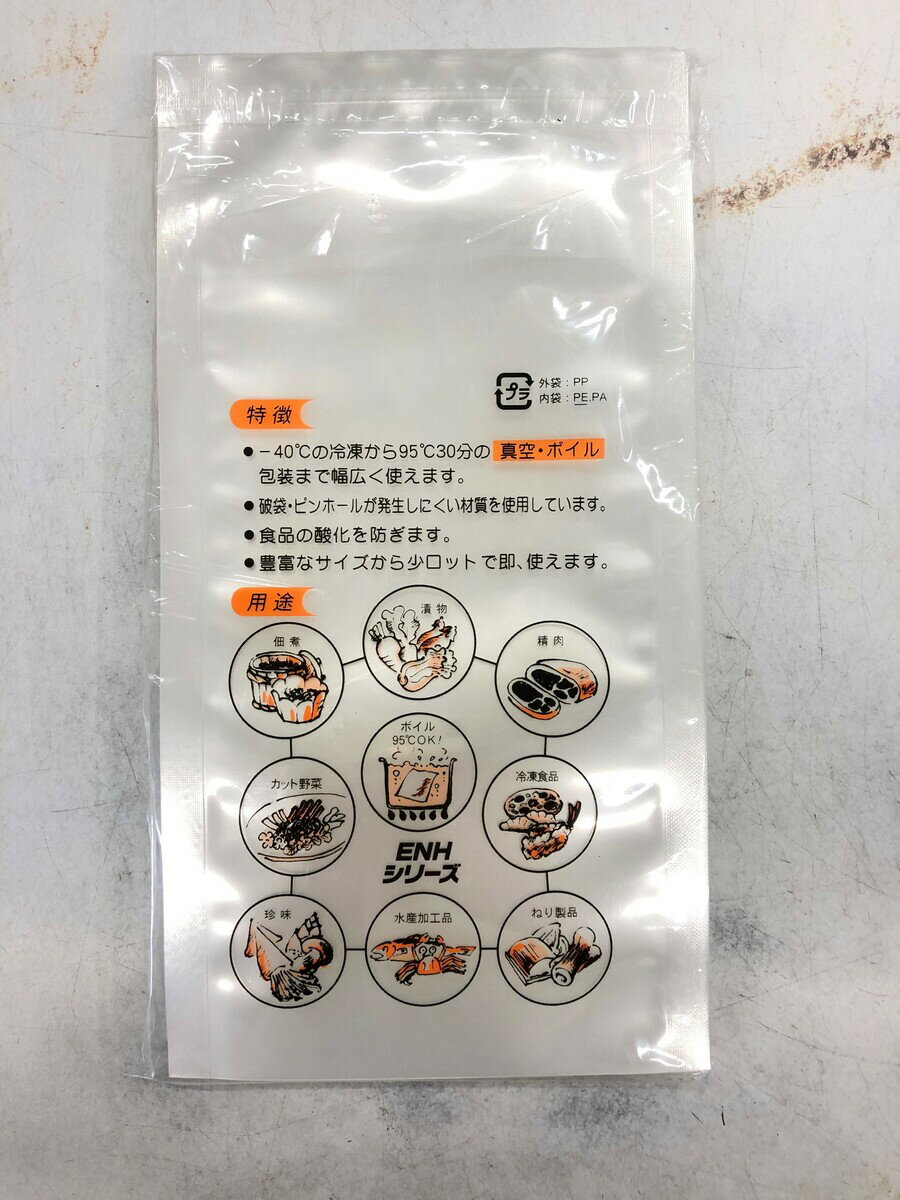 プラ
外袋：PP
内袋：PE.PA
特徴
●－40℃の冷凍から95℃30分の 真空・ボイル
包装まで幅広く使えます。
●破袋・ピンホールが発生しにくい材質を使用しています。
●食品の酸化を防ぎます。
●豊富なサイズから少ロットで即、使えます。
用途
漬物
佃煮
精肉
ボイル
95℃OK!
カット野菜
冷凍食品
ENH
シリーズ
珍味
水産加工品
ねり製品